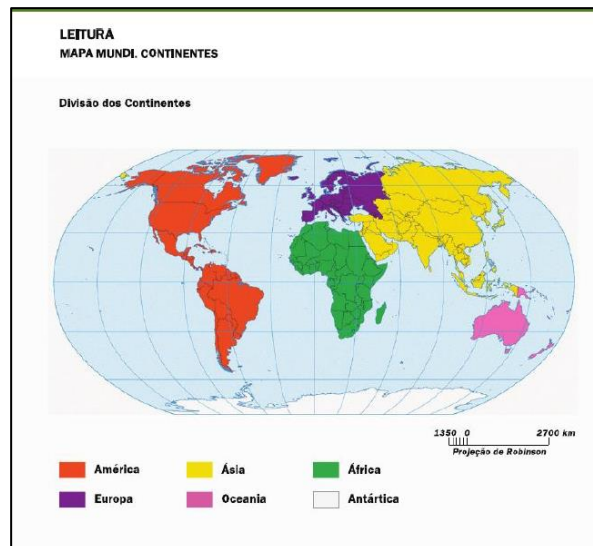 LEITURA
MAPA MUNDI. CONTINENTES
Divisão dos Continentes
1350 0 2700 km
Projeção de Robinson
América
Ásia
África
Europa
Oceania
Antártica